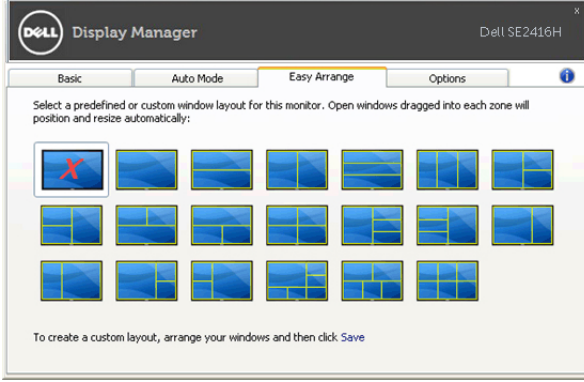 x
DELL Display Manager Dell SE2416H
Basic Auto Mode Easy Arrange Options i
Select a predefined or custom window layout for this monitor. Open windows dragged into each zone will
position and resize automatically:
X
To create a custom layout, arrange your windows and then click Save